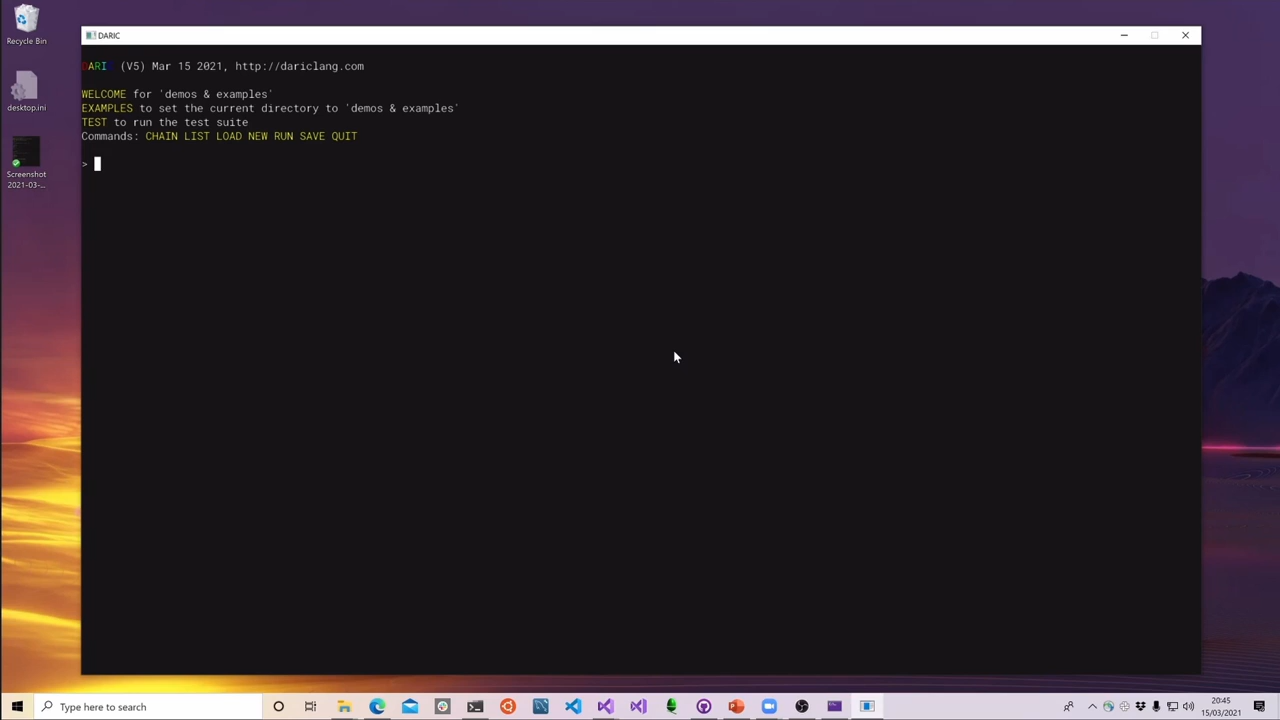 Recycle Bin
desktop.ini
Screenshot
2021-03-...
DARIC
DARI (V5) Mar 15 2021, http://dariclang.com
WELCOME for `demos & examples`
EXAMPLES to set the current directory to `demos & examples`
TEST to run the test suite
Commands: CHAIN LIST LOAD NEW RUN SAVE QUIT
>
Type here to search
20:45
15/03/2021